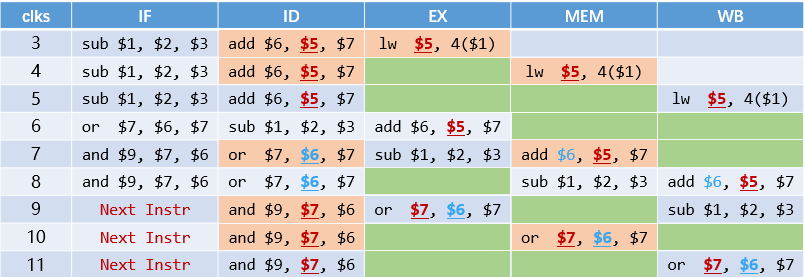 clks IF ID EX MEM WB
3 sub $1, $2, $3 add $6, $5, $7 lw $5, 4($1)
4 sub $1, $2, $3 add $6, $5, $7 lw $5, 4($1)
5 sub $1, $2, $3 add $6, $5, $7 lw $5, 4($1)
6 or $7, $6, $7 sub $1, $2, $3 add $6, $5, $7
7 and $9, $7, $6 or $7, $6, $7 sub $1, $2, $3 add $6, $5, $7
8 and $9, $7, $6 or $7, $6, $7 sub $1, $2, $3 add $6, $5, $7
9 Next Instr and $9, $7, $6 or $7, $6, $7 sub $1, $2, $3
10 Next Instr and $9, $7, $6 or $7, $6, $7
11 Next Instr and $9, $7, $6 or $7, $6, $7